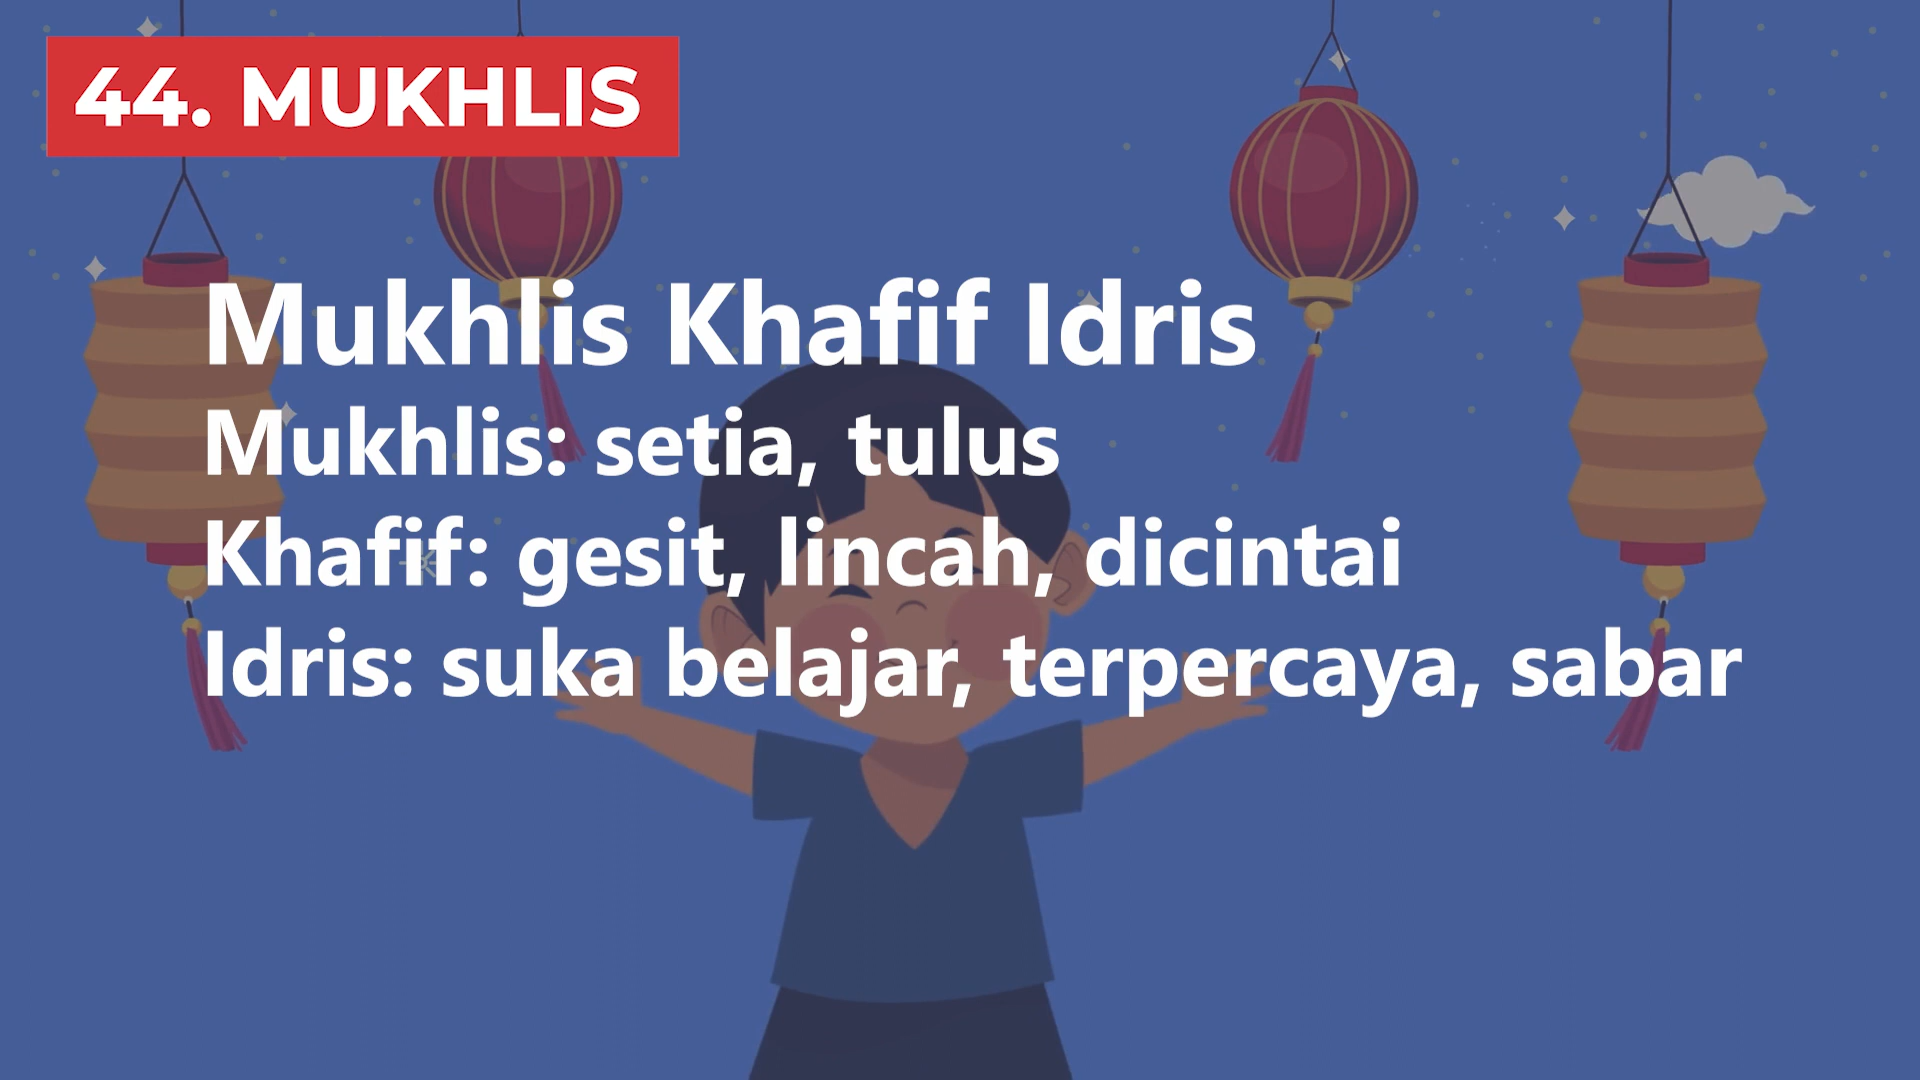 44. MUKHLIS
Mukhlis Khafif Idris
Mukhlis: setia, tulus
Khafif: gesit, lincah, dicintai
Idris: suka belajar, terpercaya, sabar